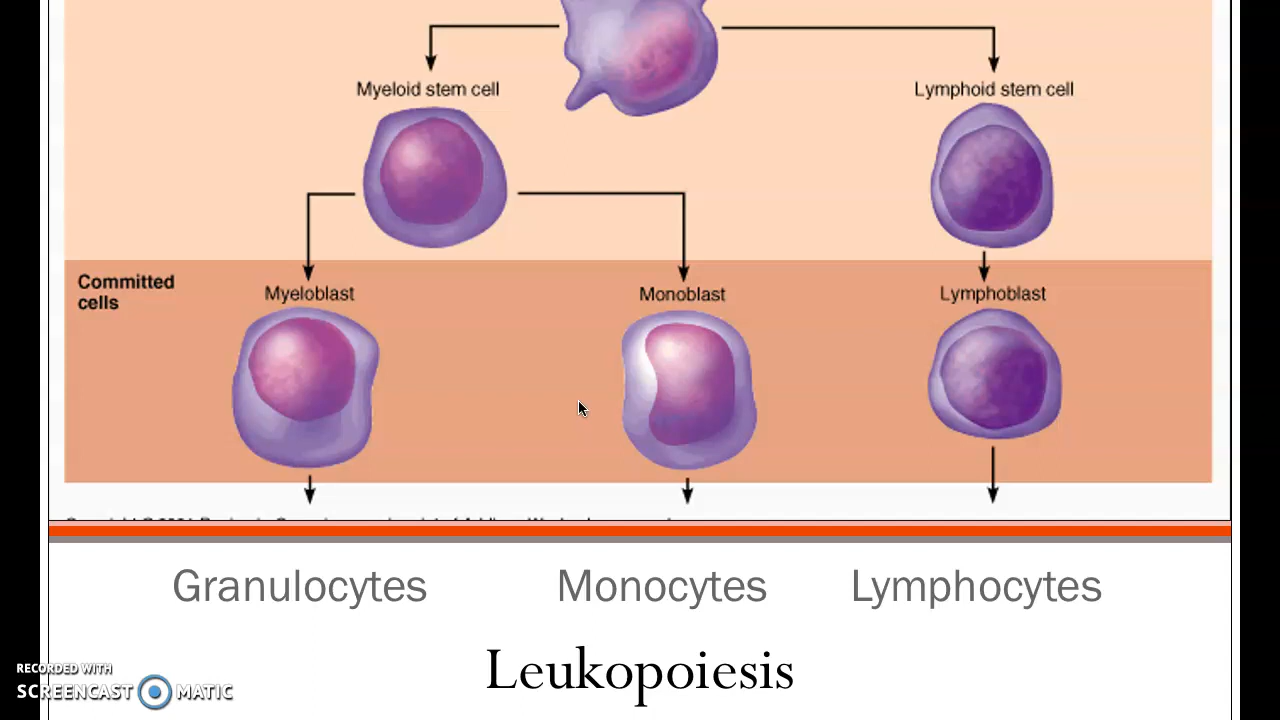 Myeloid stem cell
Lymphoid stem cell
Committed
cells
Myeloblast
Monoblast
Lymphoblast
Granulocytes
Monocytes
Lymphocytes
Leukopoiesis
RECORDED WITH
SCREENCAST MATIC